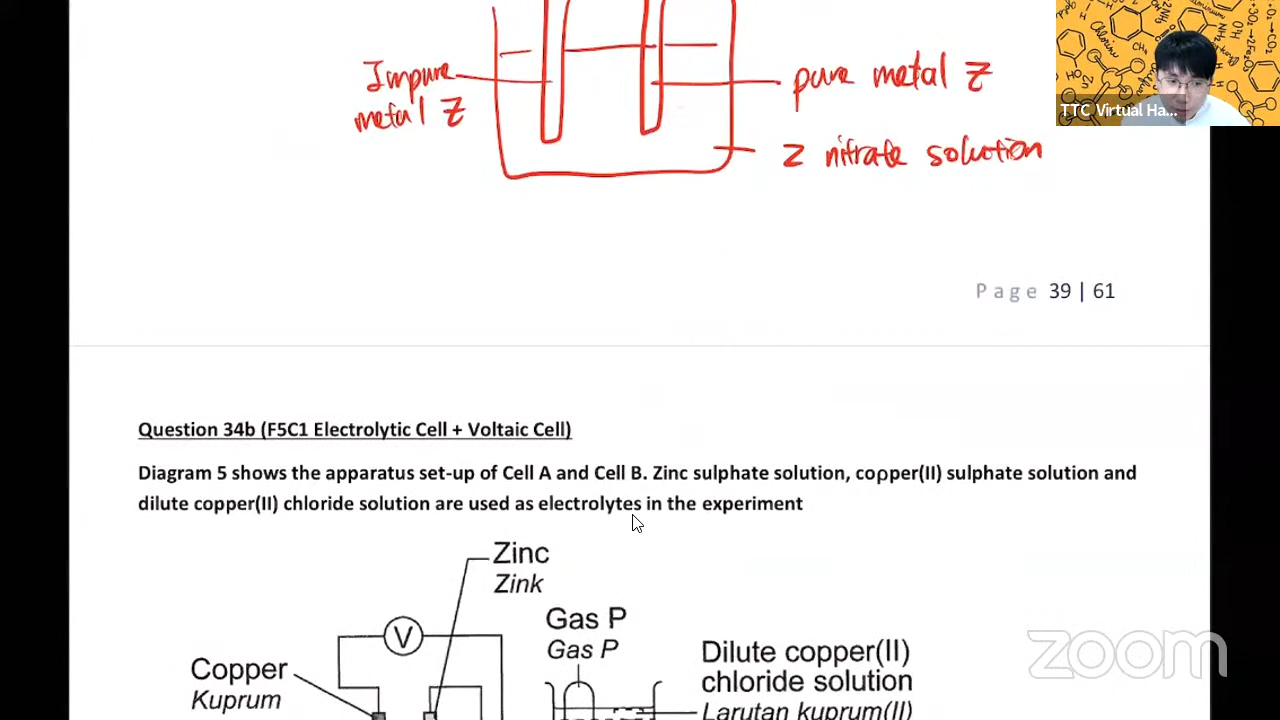 Impure
metal Z
pure metal Z
Z nitrate solution
TTC Virtual Ha...
Page 39 | 61
Question 34b (F5C1 Electrolytic Cell + Voltaic Cell)
Diagram 5 shows the apparatus set-up of Cell A and Cell B. Zinc sulphate solution, copper(II) sulphate solution and
dilute copper(II) chloride solution are used as electrolytes in the experiment
Zinc
Zink
Gas P
Gas P
V
Copper
Kuprum
Dilute copper(II)
chloride solution
Larutan kuprum(II)
zoom